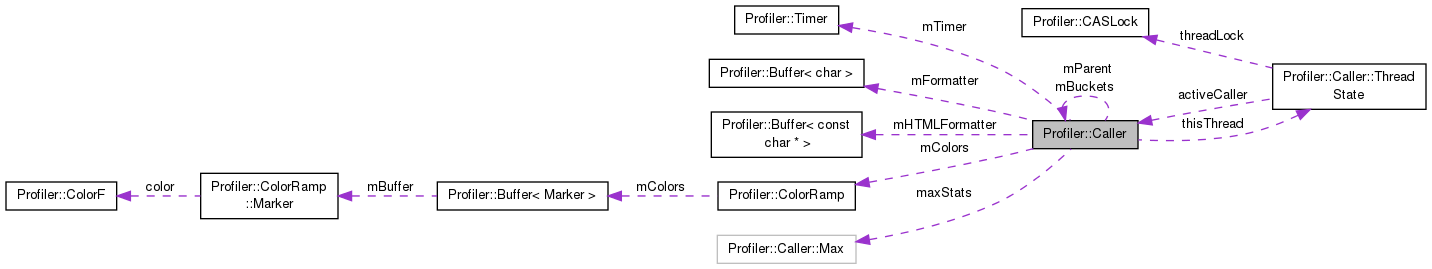 Profiler::Timer
Profiler::CASLock
mTimer
threadLock
Profiler::Buffer< char >
mParent
mBuckets
Profiler::Caller::Thread
State
mFormatter
activeCaller
Profiler::Buffer< const
char * >
mHTMLFormatter
Profiler::Caller
thisThread
mColors
Profiler::ColorF
color
Profiler::ColorRamp
::Marker
mBuffer
Profiler::Buffer< Marker >
mColors
Profiler::ColorRamp
maxStats
Profiler::Caller::Max